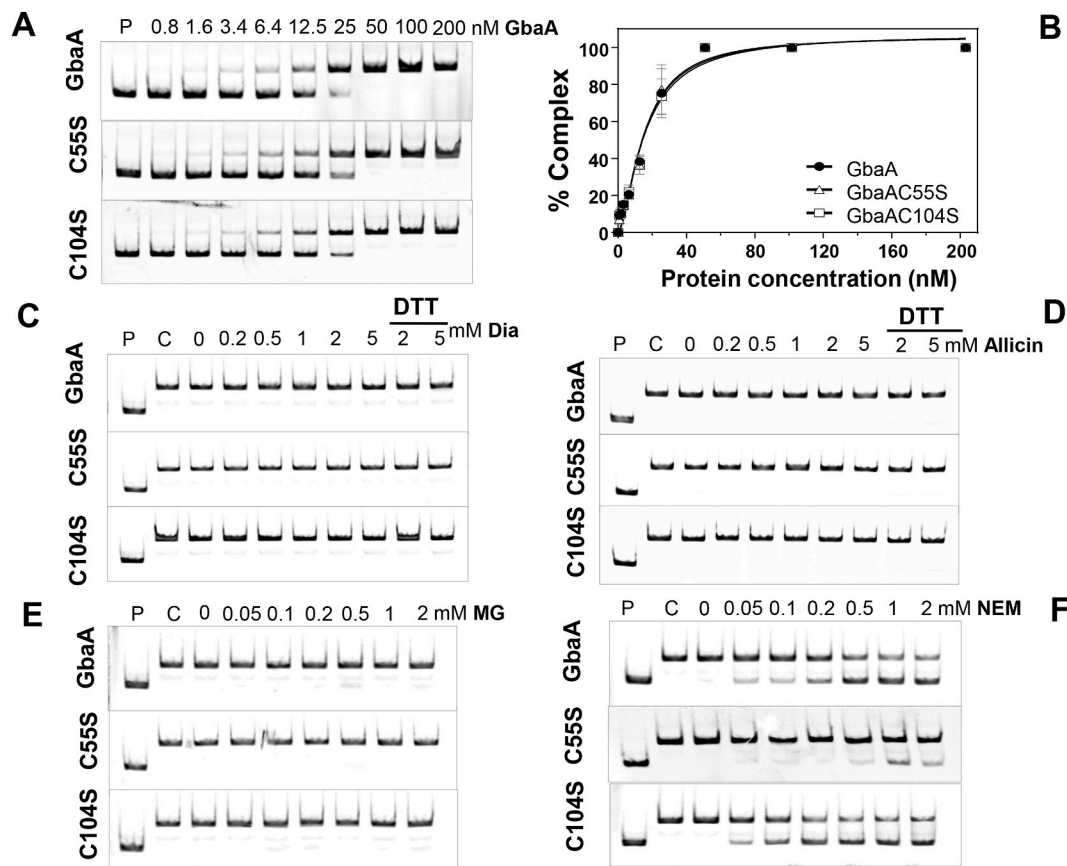 A
P 0.8 1.6 3.4 6.4 12.5 25 50 100 200 nM GbaA
GbaA
C55S
C104S
B
% Complex
100
80
60
40
20
0
0 40 80 120 160 200
Protein concentration (nM)
GbaA
GbaAC55S
GbaAC104S
C
DTT
P C 0 0.2 0.5 1 2 5 2 5 mM Dia
GbaA
C55S
C104S
D
DTT
P C 0 0.2 0.5 1 2 5 2 5 mM Allicin
GbaA
C55S
C104S
E
P C 0 0.05 0.1 0.2 0.5 1 2 mM MG
GbaA
C55S
C104S
F
P C 0 0.05 0.1 0.2 0.5 1 2 mM NEM
GbaA
C55S
C104S